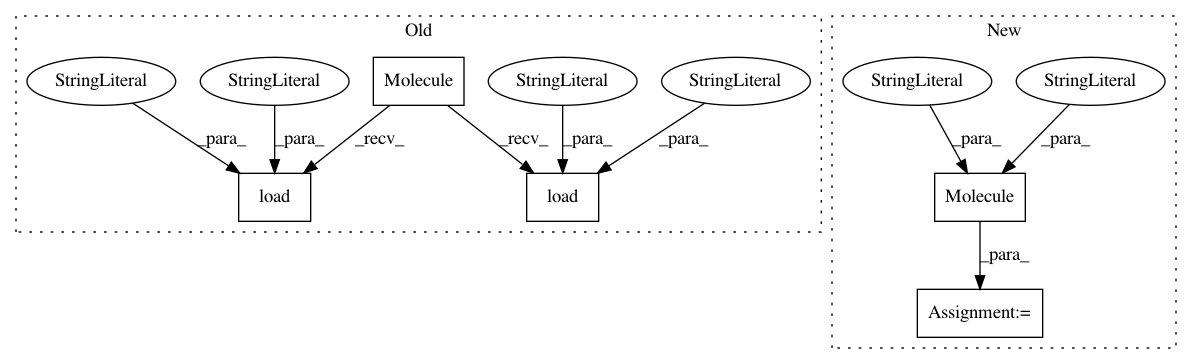 Old
New
StringLiteral
StringLiteral
Molecule
StringLiteral
StringLiteral
StringLiteral
StringLiteral
_para_
_para_
_recv_
_recv_
_para_
_para_
_para_
_para_
load
load
Molecule
_para_
Assignment:=